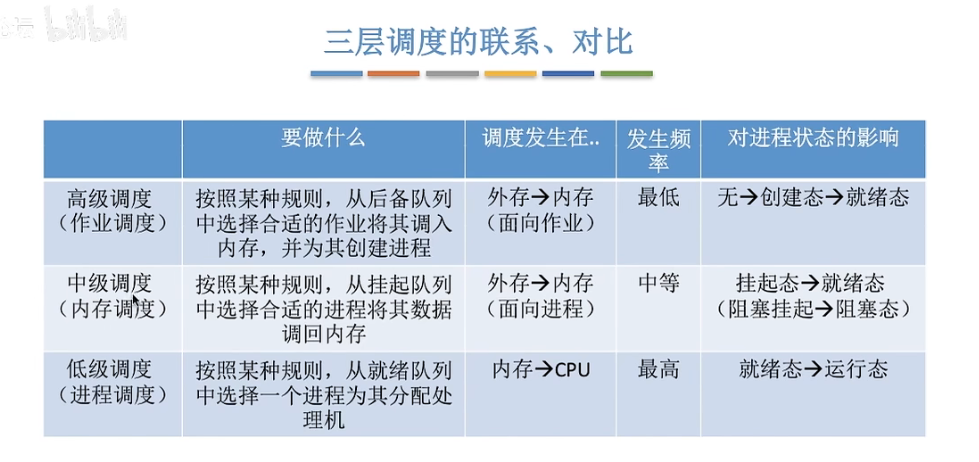 bilibili
三层调度的联系、对比
要做什么
调度发生在..
发生频
率
对进程状态的影响
高级调度
（作业调度）
按照某种规则，从后备队列
中选择合适的作业将其调入
内存，并为其创建进程
外存→内存
（面向作业）
最低
无→创建态→就绪态
中级调度
（内存调度）
按照某种规则，从挂起队列
中选择合适的进程将其数据
调回内存
外存→内存
（面向进程）
中等
挂起态→就绪态
（阻塞挂起→阻塞态）
低级调度
（进程调度）
按照某种规则，从就绪队列
中选择一个进程为其分配处
理机
内存→CPU
最高
就绪态→运行态